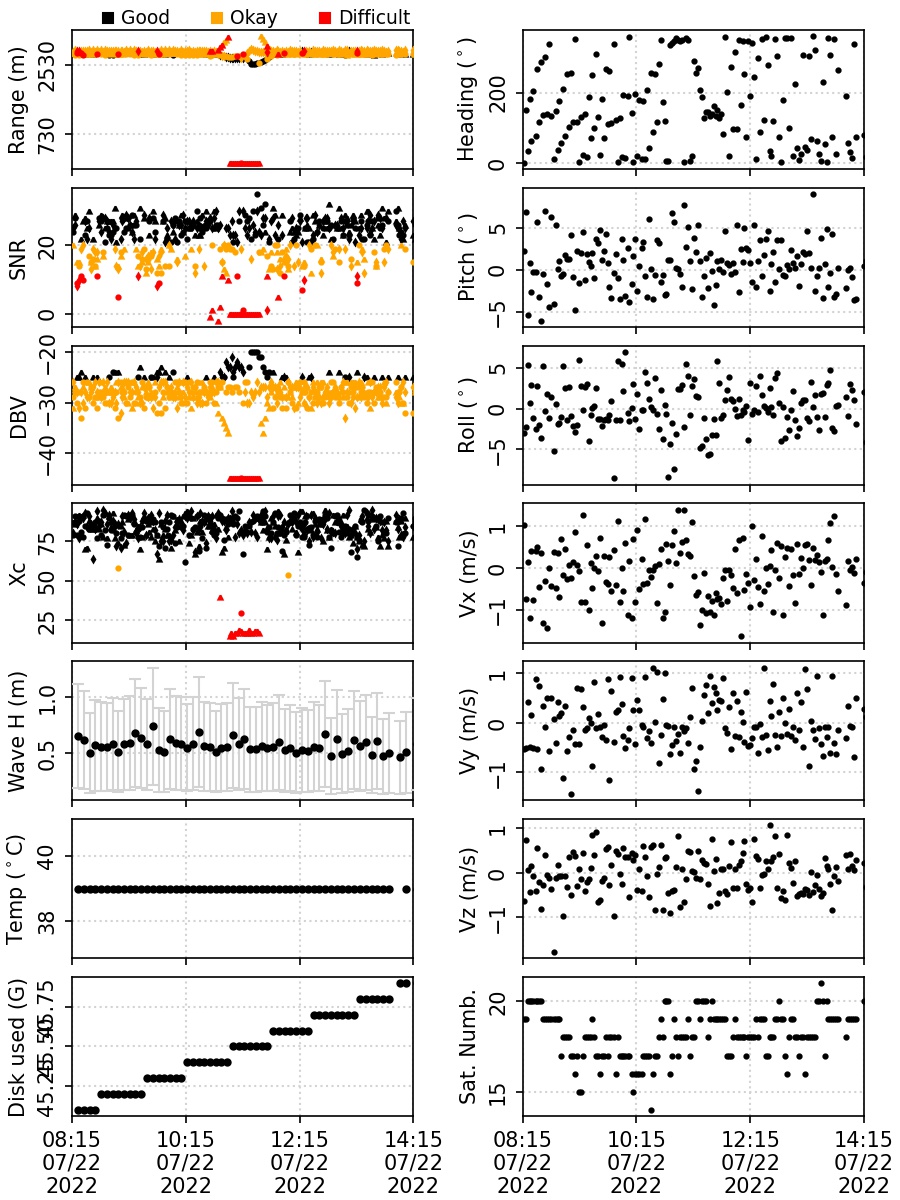 Good Okay Difficult
Range (m)
2530
730
Heading (°)
200
0
SNR
20
0
Pitch (°)
5
0
−5
DBV
−20
−30
−40
Roll (°)
5
0
−5
Xc
75
50
25
Vx (m/s)
1
0
−1
Wave H (m)
1.0
0.5
Vy (m/s)
1
0
−1
Temp (°C)
40
38
Vz (m/s)
1
0
−1
Disk used (G)
45.75
45.50
45.25
Sat. Numb.
20
15
08:15 10:15 12:15 14:15 08:15 10:15 12:15 14:15
07/22 07/22 07/22 07/22 07/22 07/22 07/22 07/22
2022 2022 2022 2022 2022 2022 2022 2022